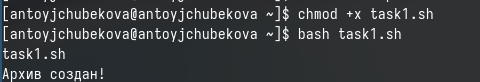 [antoyjchubekova@antoyjchubekova ~]$ chmod +x task1.sh
[antoyjchubekova@antoyjchubekova ~]$ bash task1.sh
task1.sh
Архив создан!